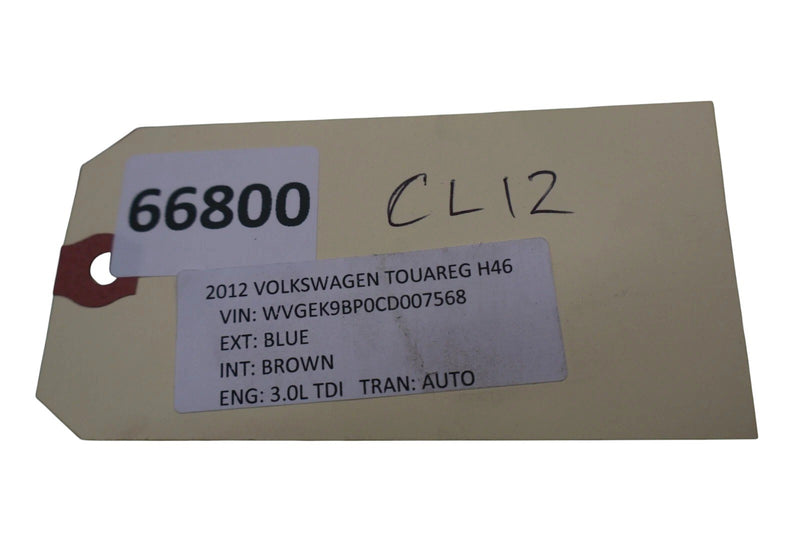 66800
CL12
2012 VOLKSWAGEN TOUAREG H46
VIN: WVGEK9BP0CD007568
EXT: BLUE
INT: BROWN
ENG: 3.0L TDI TRAN: AUTO